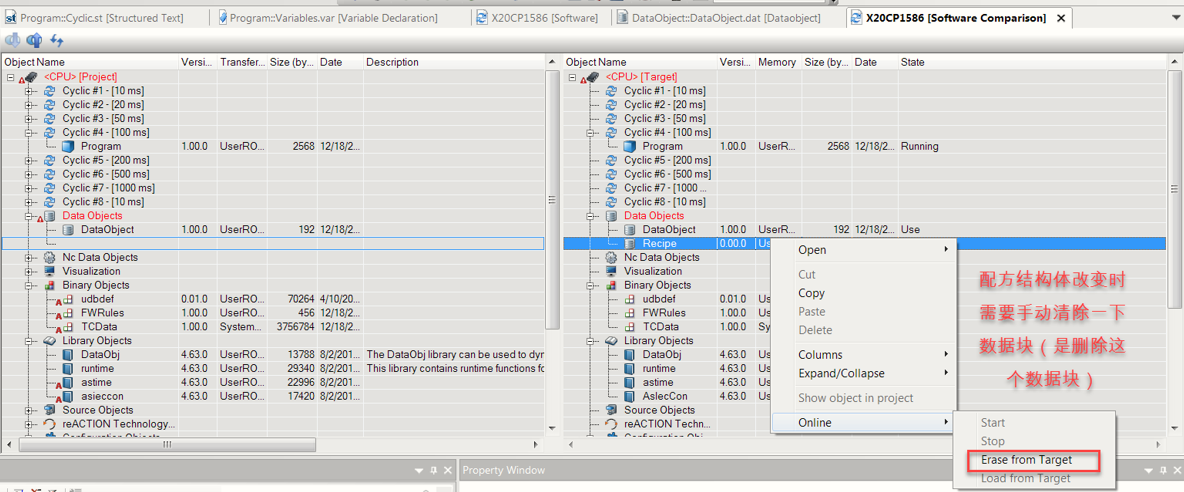 Program::Cyclic.st [Structured Text]
Program::Variables.var [Variable Declaration]
X20CP1586 [Software]
DataObject::DataObject.dat [Dataobject]
X20CP1586 [Software Comparison]
Object Name Versi... Transfer... Size (by... Date Description
<CPU> [Project]
Cyclic #1 - [10 ms]
Cyclic #2 - [20 ms]
Cyclic #3 - [50 ms]
Cyclic #4 - [100 ms]
Program 1.00.0 UserRO... 2568 12/18/2...
Cyclic #5 - [200 ms]
Cyclic #6 - [500 ms]
Cyclic #7 - [1000 ms]
Cyclic #8 - [10 ms]
Data Objects
DataObject 1.00.0 UserRO... 192 12/18/2...
Nc Data Objects
Visualization
Binary Objects
udbdef 0.01.0 UserRO... 70264 4/10/20...
FWRules 1.00.0 UserRO... 456 12/18/2...
TCData 1.00.0 System... 3756784 12/18/2...
Library Objects
DataObj 4.63.0 UserRO... 13788 8/2/201... The DataObj library can be used to dyr
runtime 4.63.0 UserRO... 29340 8/2/201... This library contains runtime functions fo
astime 4.63.0 UserRO... 22996 8/2/201...
asieccon 4.63.0 UserRO... 17420 8/2/201...
Source Objects
reACTION Technology...
Configuration Objects
Object Name Versi... Memory Size (by... Date State
<CPU> [Target]
Cyclic #1 - [10 ms]
Cyclic #2 - [20 ms]
Cyclic #3 - [50 ms]
Cyclic #4 - [100 ms]
Program 1.00.0 UserR... 2568 12/18/2... Running
Cyclic #5 - [200 ms]
Cyclic #6 - [500 ms]
Cyclic #7 - [1000 ...
Cyclic #8 - [10 ms]
Data Objects
DataObject 1.00.0 UserR... 192 12/18/2... Use
Recipe 0.00.0 Us
Nc Data Objects
Visualization
Binary Objects
udbdef 0.01.0 Us
FWRules 1.00.0 Us
TCData 1.00.0 Sy
Library Objects
DataObj 4.63.0 Us
runtime 4.63.0 Us
astime 4.63.0 Us
AsIecCon 4.63.0 Us
Source Objects
reACTION Techn...
Open
Cut
Copy
Paste
Delete
Columns
Expand/Collapse
Show object in project
Online
Start
Stop
Erase from Target
Load from Target
配方结构体改变时
需要手动清除一下
数据块（是删除这
个数据块）
Property Window